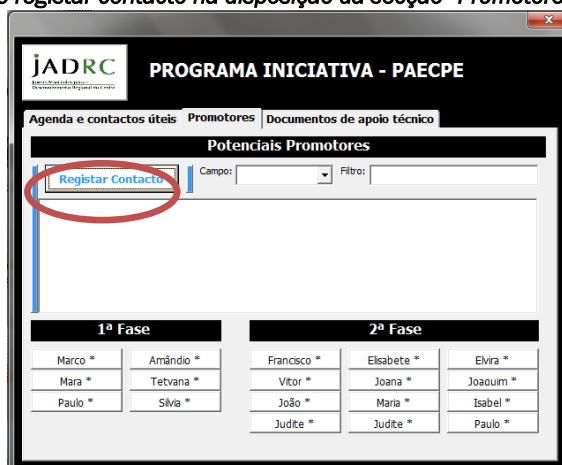 registar contacto na disposição da secção "Promotore
x
JADRC
PROGRAMA INICIATIVA - PAECPE
Agenda e contactos úteis Promotores Documentos de apoio técnico
Potenciais Promotores
Registar Contacto Campo: Filtro:
1ª Fase 2ª Fase
Marco * Amândio * Francisco * Elisabete * Elvira *
Mara * Tetyana * Vitor * Joana * Joaquim *
Paulo * Silvia * João * Maria * Isabel *
Judite * Judite * Paulo *